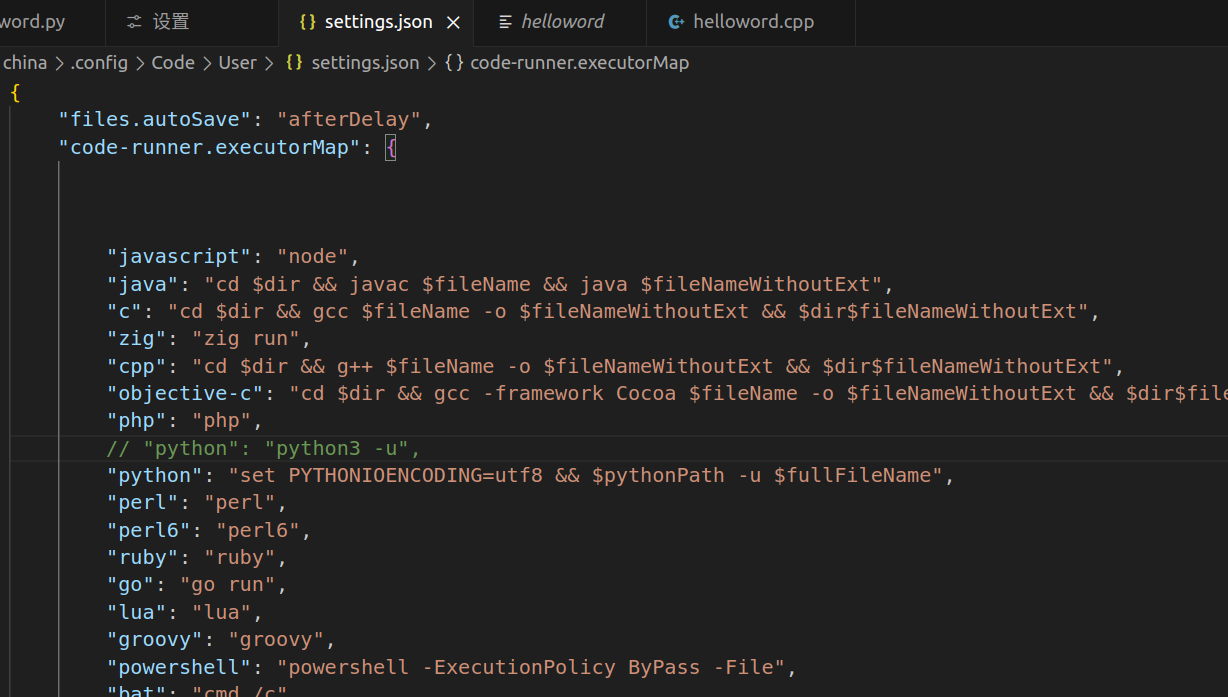 word.py 设置 {} settings.json × helloword helloword.cpp
china > .config > Code > User > {} settings.json > {} code-runner.executorMap
{
"files.autoSave": "afterDelay",
"code-runner.executorMap": {
"javascript": "node",
"java": "cd $dir && javac $fileName && java $fileNameWithoutExt",
"c": "cd $dir && gcc $fileName -o $fileNameWithoutExt && $dir$fileNameWithoutExt",
"zig": "zig run",
"cpp": "cd $dir && g++ $fileName -o $fileNameWithoutExt && $dir$fileNameWithoutExt",
"objective-c": "cd $dir && gcc -framework Cocoa $fileName -o $fileNameWithoutExt && $dir$file
"php": "php",
// "python": "python3 -u",
"python": "set PYTHONIOENCODING=utf8 && $pythonPath -u $fullFileName",
"perl": "perl",
"perl6": "perl6",
"ruby": "ruby",
"go": "go run",
"lua": "lua",
"groovy": "groovy",
"powershell": "powershell -ExecutionPolicy ByPass -File",
"bat": "cmd /c"